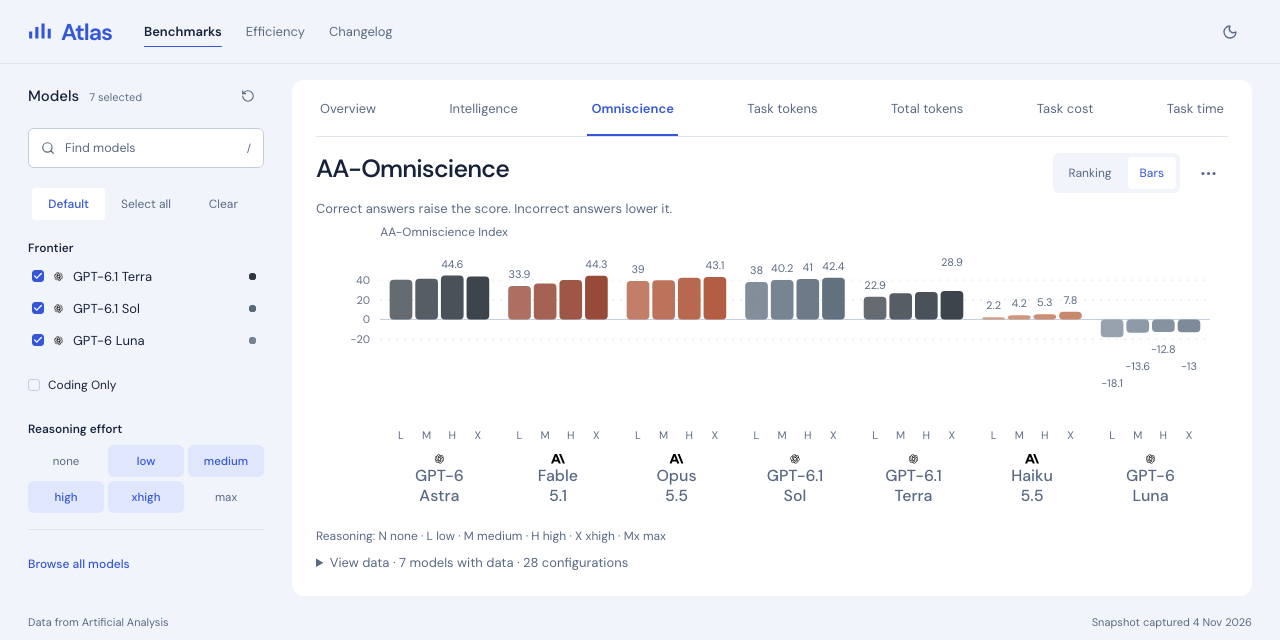 Atlas
Benchmarks Efficiency Changelog
Models 7 selected
Find models /
Default Select all Clear
Frontier
GPT-6.1 Terra
GPT-6.1 Sol
GPT-6 Luna
Coding Only
Reasoning effort
none low medium
high xhigh max
Browse all models
Overview Intelligence Omniscience Task tokens Total tokens Task cost Task time
AA-Omniscience
Ranking Bars
Correct answers raise the score. Incorrect answers lower it.
AA-Omniscience Index
40
20
0
−20
44.6
33.9 44.3
39 43.1
38 40.2 41 42.4
22.9 28.9
2.2 4.2 5.3 7.8
−18.1 −13.6 −12.8 −13
L M H X L M H X L M H X L M H X L M H X L M H X L M H X
GPT-6 Astra
Fable 5.1
Opus 5.5
GPT-6.1 Sol
GPT-6.1 Terra
Haiku 5.5
GPT-6 Luna
Reasoning: N none · L low · M medium · H high · X xhigh · Mx max
View data · 7 models with data · 28 configurations
Data from Artificial Analysis
Snapshot captured 4 Nov 2026